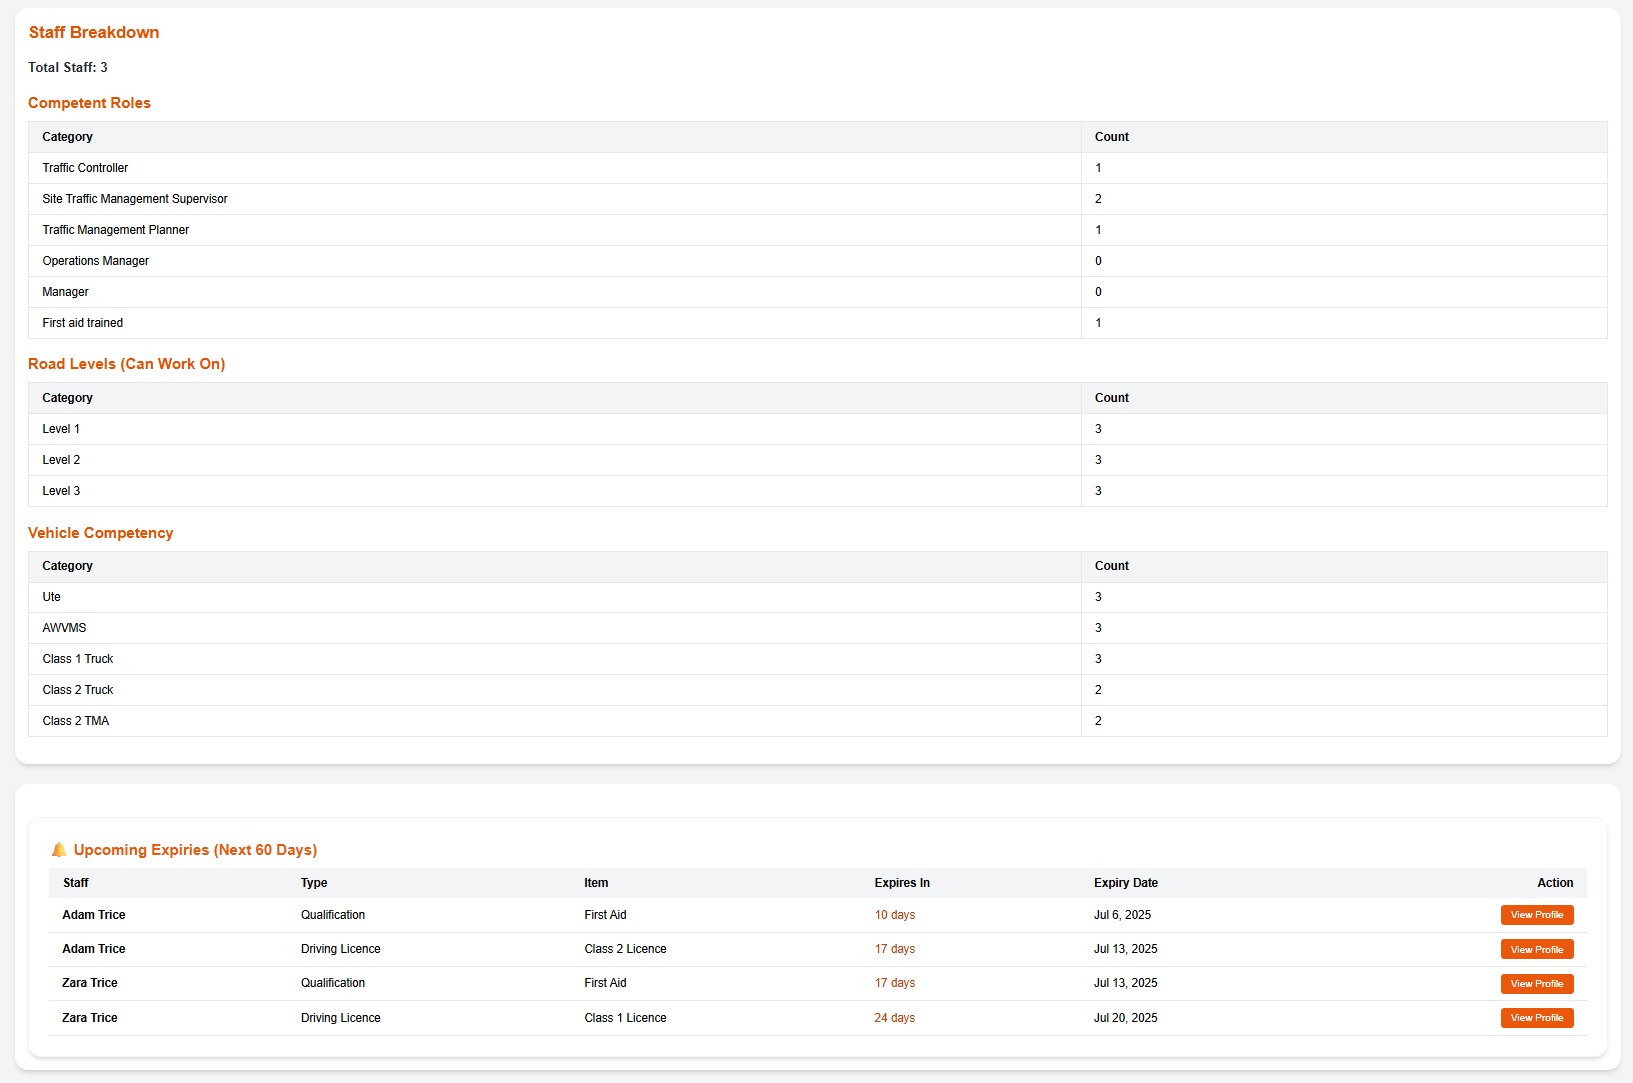 Staff Breakdown
Total Staff: 3
Competent Roles
Category Count
Traffic Controller 1
Site Traffic Management Supervisor 2
Traffic Management Planner 1
Operations Manager 0
Manager 0
First aid trained 1
Road Levels (Can Work On)
Category Count
Level 1 3
Level 2 3
Level 3 3
Vehicle Competency
Category Count
Ute 3
AWVMS 3
Class 1 Truck 3
Class 2 Truck 2
Class 2 TMA 2
Upcoming Expiries (Next 60 Days)
Staff Type Item Expires In Expiry Date Action
Adam Trice Qualification First Aid 10 days Jul 6, 2025 View Profile
Adam Trice Driving Licence Class 2 Licence 17 days Jul 13, 2025 View Profile
Zara Trice Qualification First Aid 17 days Jul 13, 2025 View Profile
Zara Trice Driving Licence Class 1 Licence 24 days Jul 20, 2025 View Profile